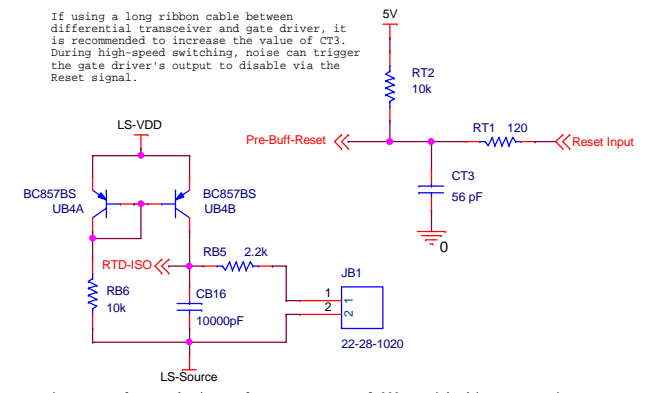 If using a long ribbon cable between
differential transceiver and gate driver, it
is recommended to increase the value of CT3.
During high-speed switching, noise can trigger
the gate driver's output to disable via the
Reset signal.
5V
RT2
10k
Pre-Buff-Reset
RT1 120
Reset Input
CT3
56 pF
0
LS-VDD
BC857BS
UB4A
BC857BS
UB4B
RTD-ISO
RB5 2.2k
RB6
10k
CB16
10000pF
JB1
1 1
2 2
22-28-1020
LS-Source